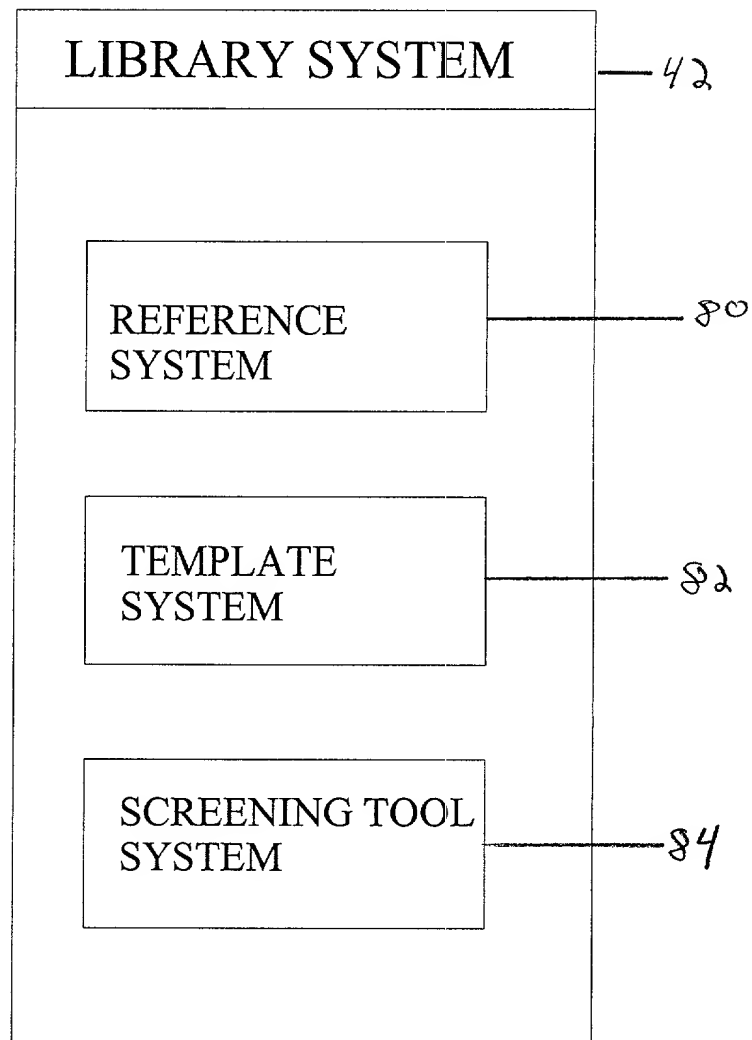 LIBRARY SYSTEM 42
REFERENCE
SYSTEM
80
TEMPLATE
SYSTEM
82
SCREENING TOOL
SYSTEM
84